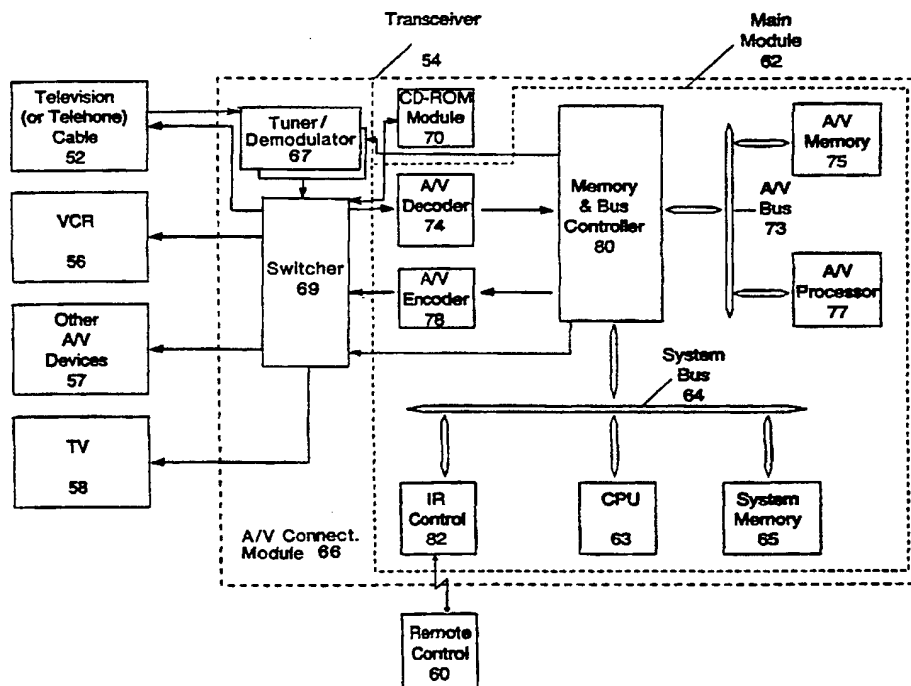 Transceiver
54
Main
Module
62
Television
(or Telehone)
Cable
52
Tuner/
Demodulator
67
CD-ROM
Module
70
A/V
Memory
75
VCR
56
Switcher
69
A/V
Decoder
74
Memory
& Bus
Controller
80
A/V
Bus
73
A/V
Encoder
78
A/V
Processor
77
Other
A/V
Devices
57
System
Bus
64
TV
58
A/V Connect.
Module 66
IR
Control
82
CPU
63
System
Memory
65
Remote
Control
60